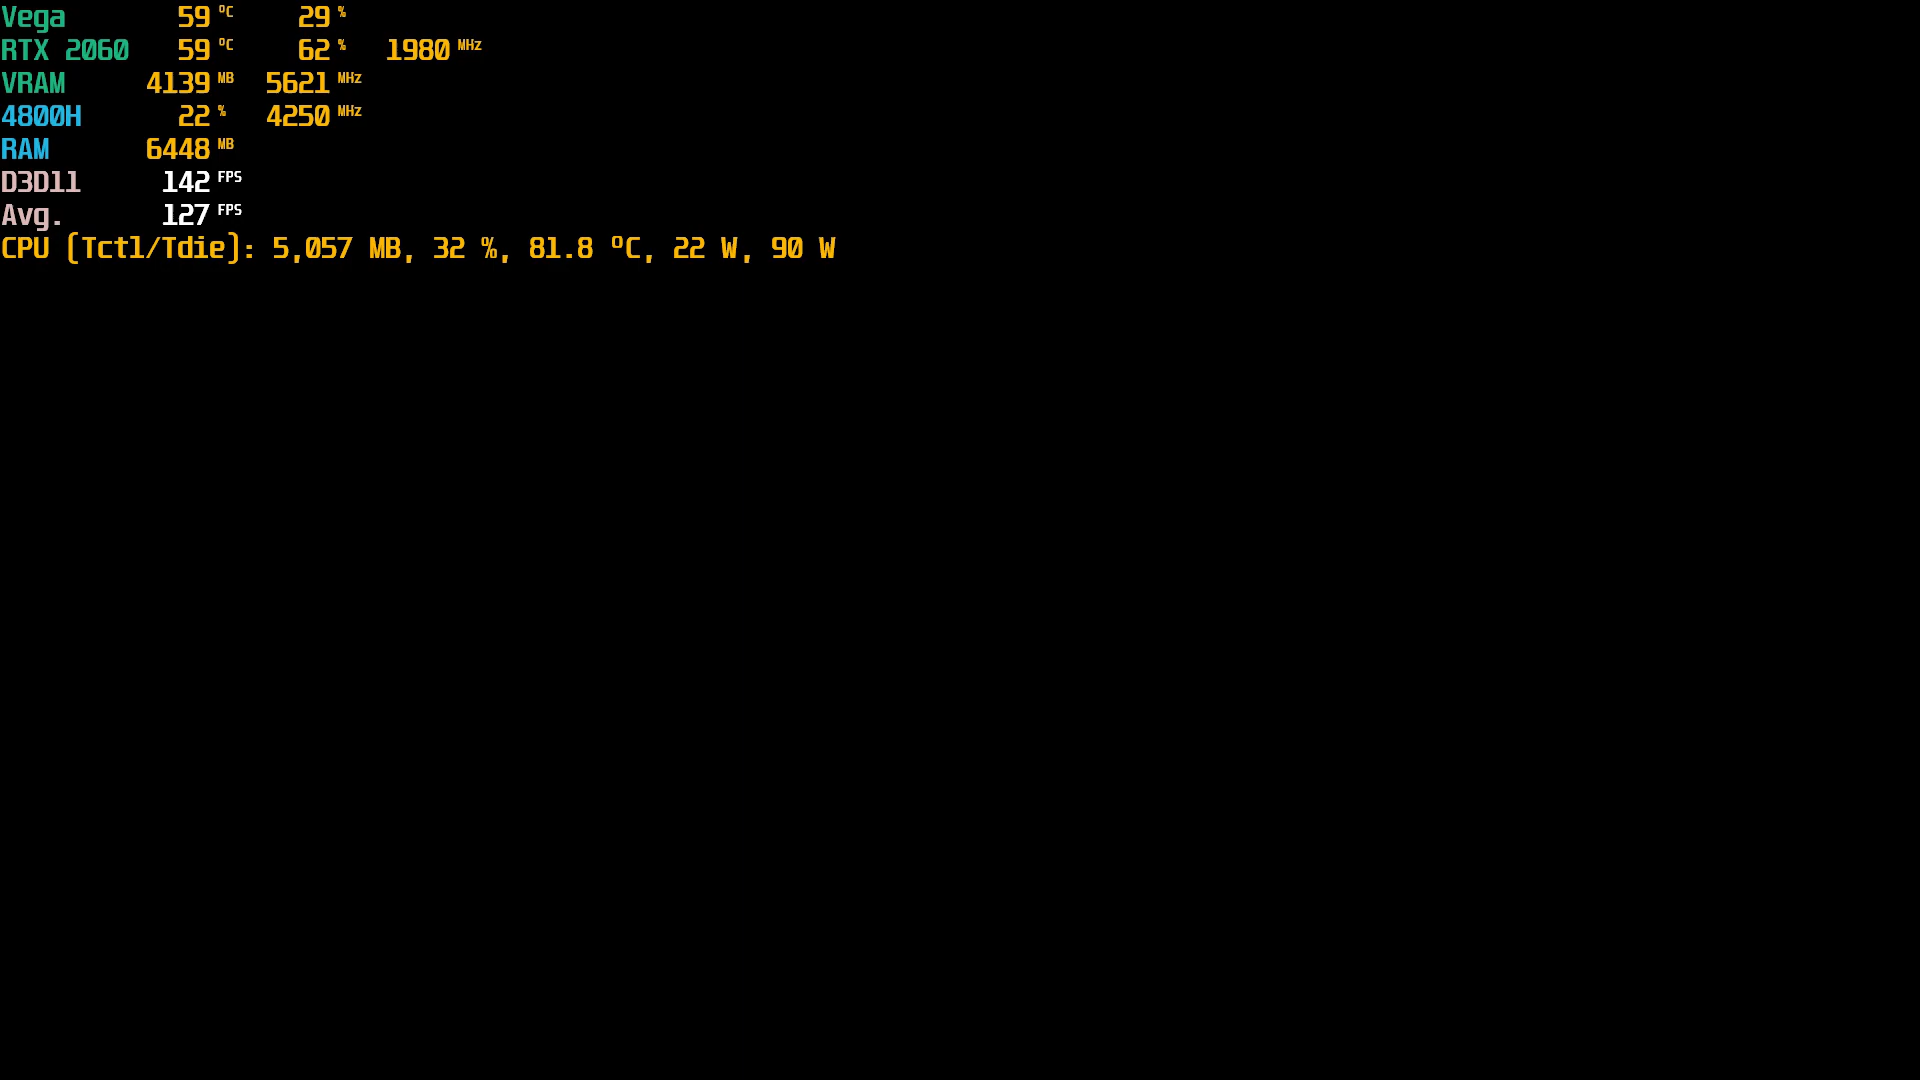 Vega 59 °C 29 %
RTX 2060 59 °C 62 % 1980 MHz
VRAM 4139 MB 5621 MHz
4800H 22 % 4250 MHz
RAM 6448 MB
D3D11 142 FPS
Avg. 127 FPS
CPU (Tctl/Tdie): 5,057 MB, 32 %, 81.8 °C, 22 W, 90 W